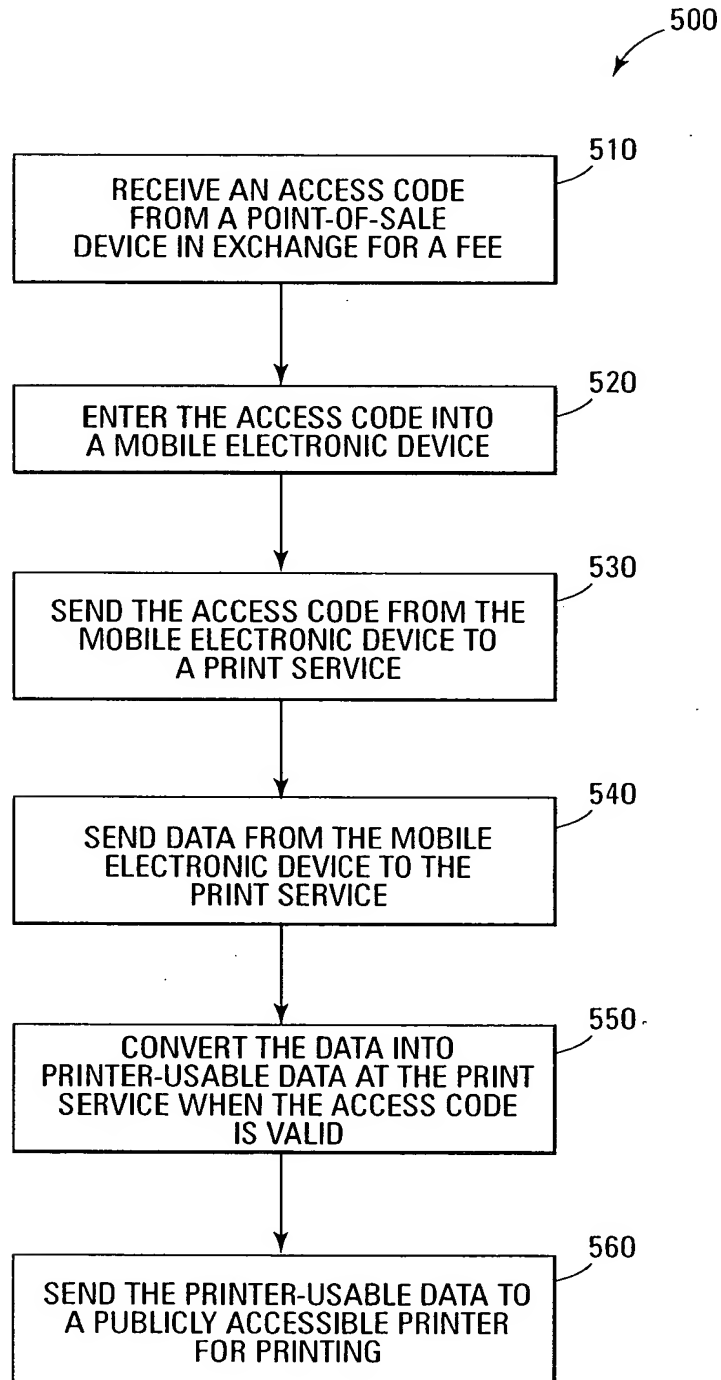 500
510
RECEIVE AN ACCESS CODE
FROM A POINT-OF-SALE
DEVICE IN EXCHANGE FOR A FEE
520
ENTER THE ACCESS CODE INTO
A MOBILE ELECTRONIC DEVICE
530
SEND THE ACCESS CODE FROM THE
MOBILE ELECTRONIC DEVICE TO
A PRINT SERVICE
540
SEND DATA FROM THE MOBILE
ELECTRONIC DEVICE TO THE
PRINT SERVICE
550
CONVERT THE DATA INTO
PRINTER-USABLE DATA AT THE PRINT
SERVICE WHEN THE ACCESS CODE
IS VALID
560
SEND THE PRINTER-USABLE DATA TO
A PUBLICLY ACCESSIBLE PRINTER
FOR PRINTING